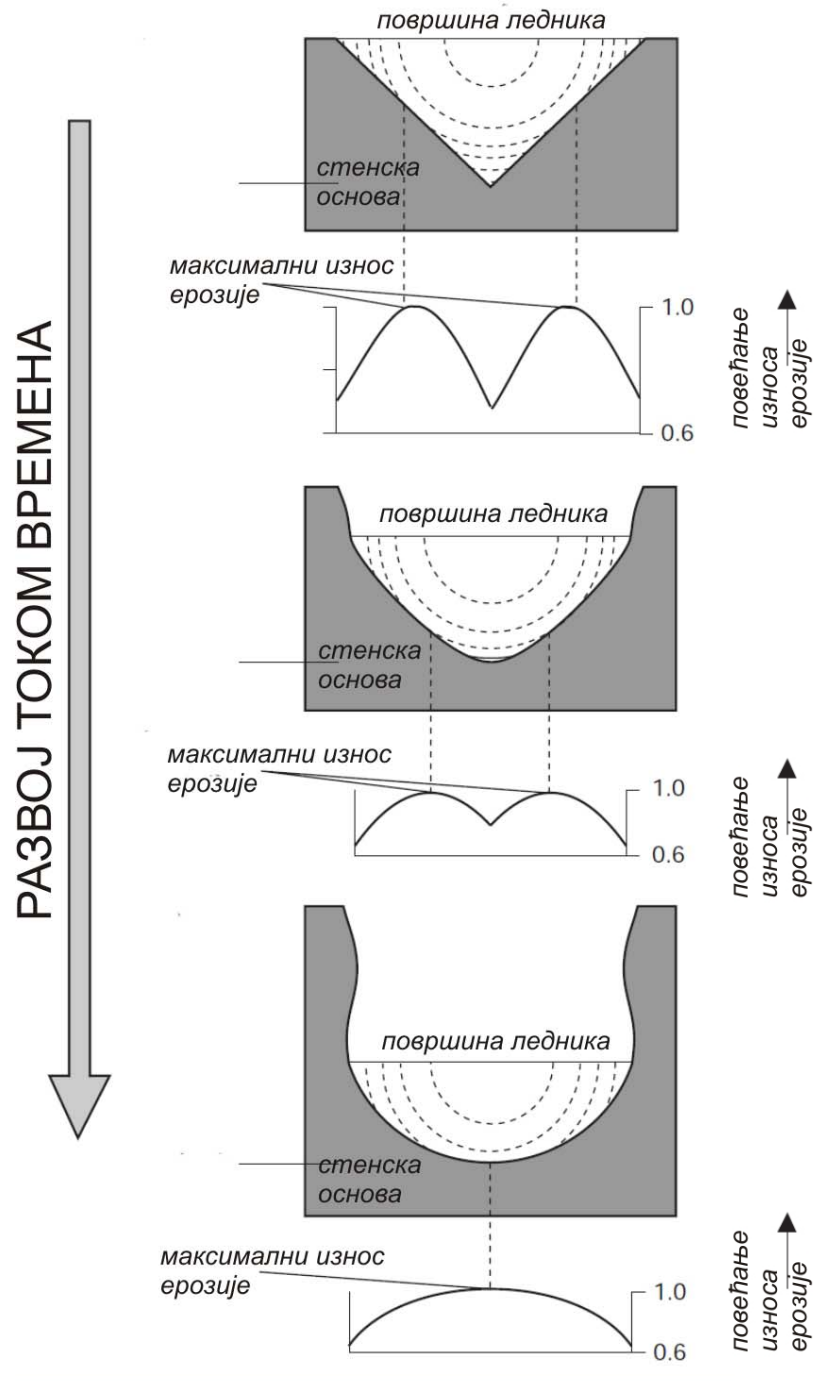 РАЗВОЈ ТОКОМ ВРЕМЕНА
површина ледника
стенска
основа
максимални износ
ерозије
1.0
0.6
повећање
износа
ерозије
површина ледника
стенска
основа
максимални износ
ерозије
1.0
0.6
повећање
износа
ерозије
површина ледника
стенска
основа
максимални износ
ерозије
1.0
0.6
повећање
износа
ерозије